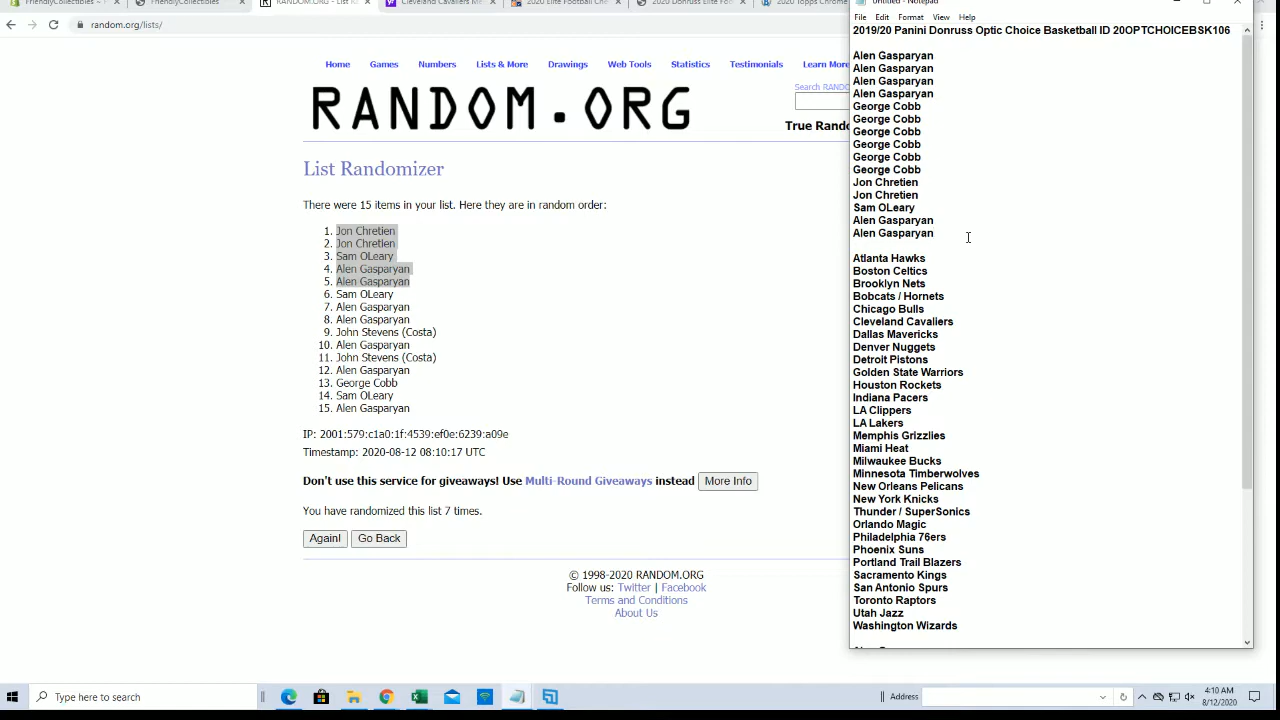 FriendlyCollectibles
FriendlyCollectibles
RANDOM.ORG - List R
Cleveland Cavaliers Me
2020 Elite Football Che
2020 Donruss Elite Fo
2020 Topps Chrome
random.org/lists/
Home Games Numbers Lists & More Drawings Web Tools Statistics Testimonials Learn More
Search RANDO
RANDOM.ORG
True Rando
List Randomizer
There were 15 items in your list. Here they are in random order:
1. Jon Chretien
2. Jon Chretien
3. Sam OLeary
4. Alen Gasparyan
5. Alen Gasparyan
6. Sam OLeary
7. Alen Gasparyan
8. Alen Gasparyan
9. John Stevens (Costa)
10. Alen Gasparyan
11. John Stevens (Costa)
12. Alen Gasparyan
13. George Cobb
14. Sam OLeary
15. Alen Gasparyan
IP: 2001:579:c1a0:1f:4539:ef0e:6239:a09e
Timestamp: 2020-08-12 08:10:17 UTC
Don't use this service for giveaways! Use Multi-Round Giveaways instead More Info
You have randomized this list 7 times.
Again! Go Back
© 1998-2020 RANDOM.ORG
Follow us: Twitter | Facebook
Terms and Conditions
About Us
Untitled - Notepad
File Edit Format View Help
2019/20 Panini Donruss Optic Choice Basketball ID 20OPTCHOICEBSK106
Alen Gasparyan
Alen Gasparyan
Alen Gasparyan
Alen Gasparyan
George Cobb
George Cobb
George Cobb
George Cobb
George Cobb
George Cobb
Jon Chretien
Jon Chretien
Sam OLeary
Alen Gasparyan
Alen Gasparyan
Atlanta Hawks
Boston Celtics
Brooklyn Nets
Bobcats / Hornets
Chicago Bulls
Cleveland Cavaliers
Dallas Mavericks
Denver Nuggets
Detroit Pistons
Golden State Warriors
Houston Rockets
Indiana Pacers
LA Clippers
LA Lakers
Memphis Grizzlies
Miami Heat
Milwaukee Bucks
Minnesota Timberwolves
New Orleans Pelicans
New York Knicks
Thunder / SuperSonics
Orlando Magic
Philadelphia 76ers
Phoenix Suns
Portland Trail Blazers
Sacramento Kings
San Antonio Spurs
Toronto Raptors
Utah Jazz
Washington Wizards
Type here to search
Address
4:10 AM
8/12/2020